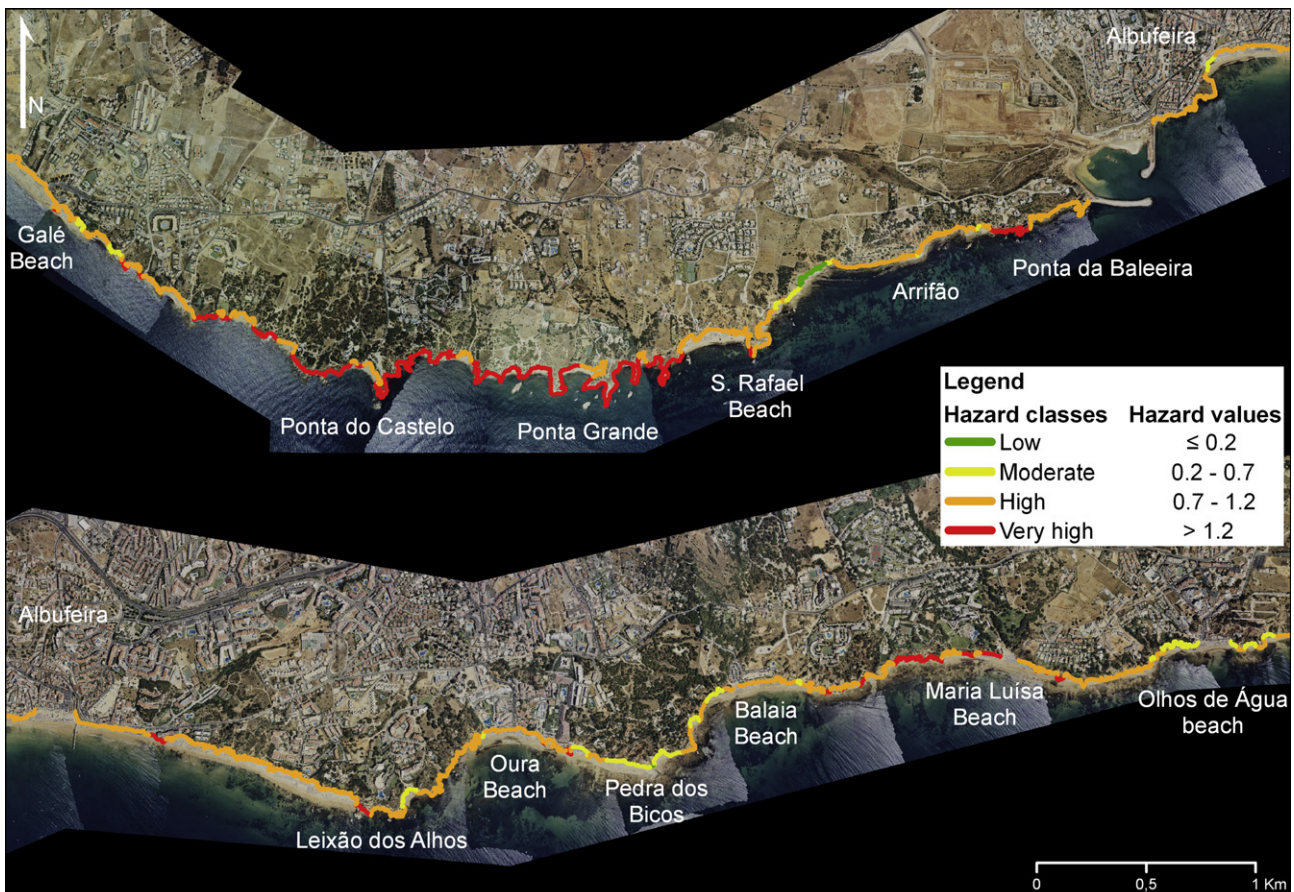 N
Albufeira
Galé
Beach
Ponta do Castelo
Ponta Grande
S. Rafael
Beach
Arrifão
Ponta da Baleeira
Legend
Hazard classes Hazard values
Low ≤ 0.2
Moderate 0.2 - 0.7
High 0.7 - 1.2
Very high > 1.2
Albufeira
Leixão dos Alhos
Oura
Beach
Pedra dos
Bicos
Balaia
Beach
Maria Luísa
Beach
Olhos de Água
beach
0 0,5 1 Km